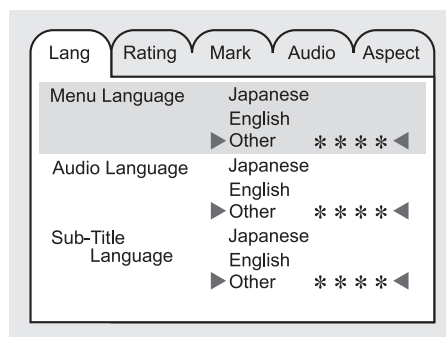 Lang Rating Mark Audio Aspect
Menu Language Japanese
English
▶Other ＊＊＊＊◀
Audio Language Japanese
English
▶Other ＊＊＊＊◀
Sub-Title Japanese
Language English
▶Other ＊＊＊＊◀